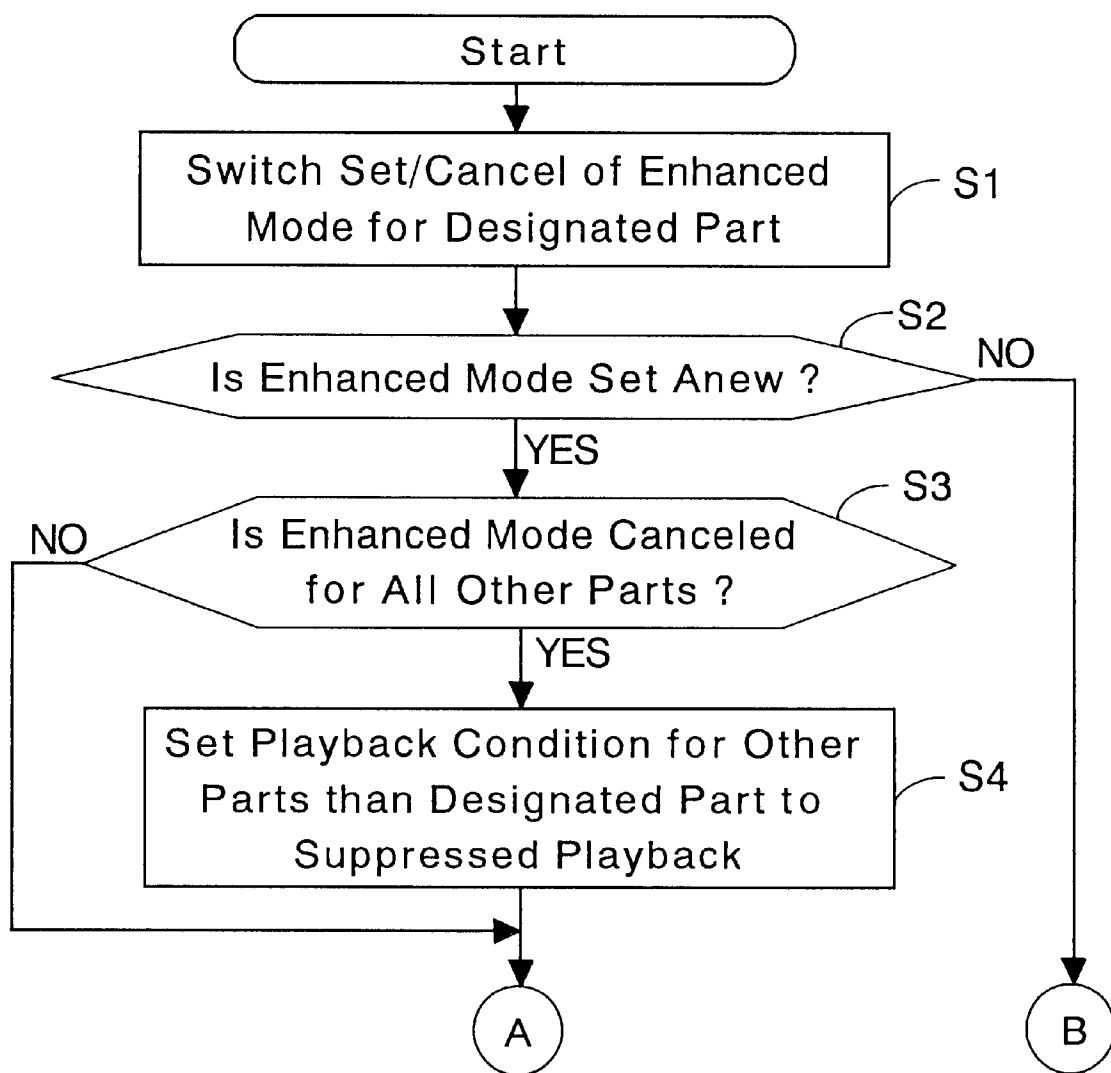 Start
Switch Set/Cancel of Enhanced
Mode for Designated Part
S1
S2
Is Enhanced Mode Set Anew ?
NO
YES
S3
Is Enhanced Mode Canceled
for All Other Parts ?
NO
YES
Set Playback Condition for Other
Parts than Designated Part to
Suppressed Playback
S4
A
B